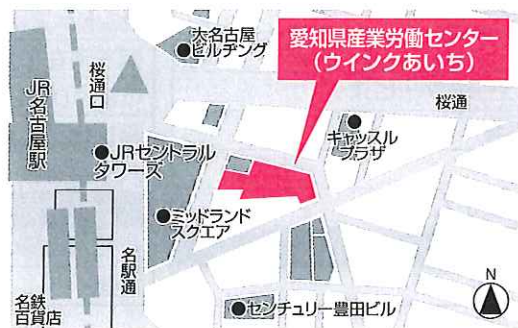 大名古屋
ビルヂング
愛知県産業労働センター
（ウインクあいち）
桜通
JR名古屋駅
桜通口
キャッスル
プラザ
JRセントラル
タワーズ
ミッドランド
スクエア
名駅通
名鉄
百貨店
センチュリー豊田ビル
N